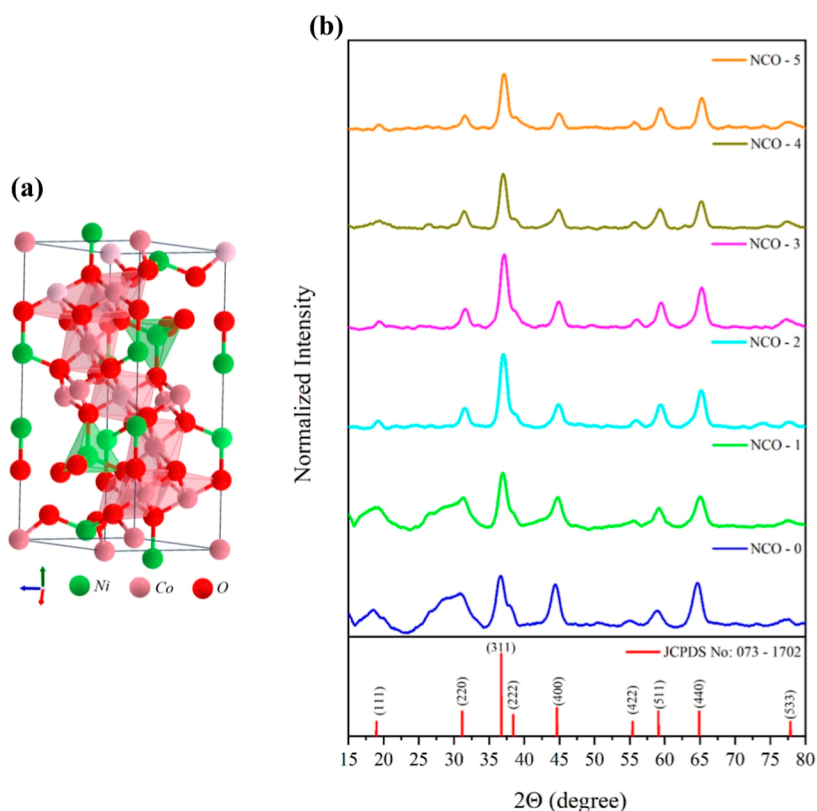 (a)
Ni
Co
O
(b)
NCO - 5
NCO - 4
NCO - 3
NCO - 2
NCO - 1
NCO - 0
JCPDS No: 073 - 1702
(111)
(220)
(311)
(222)
(400)
(422)
(511)
(440)
(533)
Normalized Intensity
15 20 25 30 35 40 45 50 55 60 65 70 75 80
2Θ (degree)